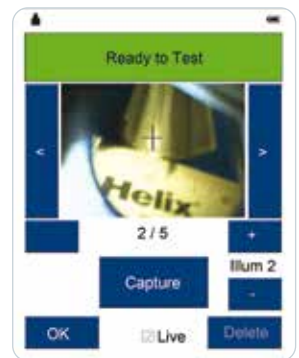 Ready to Test
< >
Helix
2 / 5 +
Illum 2
Capture -
OK Live Delete